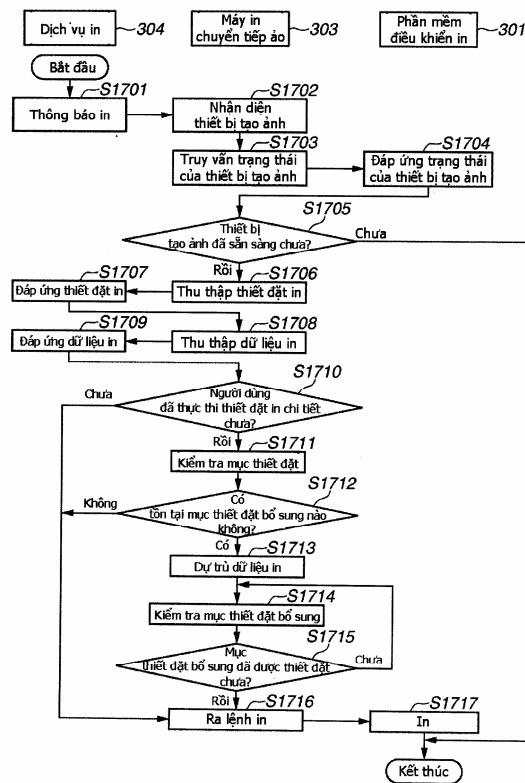 Dịch vụ in
304
Máy in
chuyển tiếp ảo
303
Phần mềm
điều khiển in
301
Bắt đầu
S1701
Thông báo in
S1702
Nhân diện
thiết bị tạo ảnh
S1703
Truy vấn trạng thái
của thiết bị tạo ảnh
S1704
Đáp ứng trạng thái
của thiết bị tạo ảnh
S1705
Thiết bị
tạo ảnh đã sẵn sàng chưa?
Chưa
Rồi
S1706
Thu thập thiết đặt in
S1707
Đáp ứng thiết đặt in
S1708
Thu thập dữ liệu in
S1709
Đáp ứng dữ liệu in
S1710
Người dùng
đã thực thi thiết đặt in chi tiết
chưa?
Chưa
Rồi
S1711
Kiểm tra mục thiết đặt
S1712
Có
tồn tại mục thiết đặt bổ sung nào
không?
Không
Có
S1713
Dự trù dữ liệu in
S1714
Kiểm tra mục thiết đặt bổ sung
S1715
Mục
thiết đặt bổ sung đã được thiết đặt
chưa?
Chưa
Rồi
S1716
Ra lệnh in
S1717
In
Kết thúc